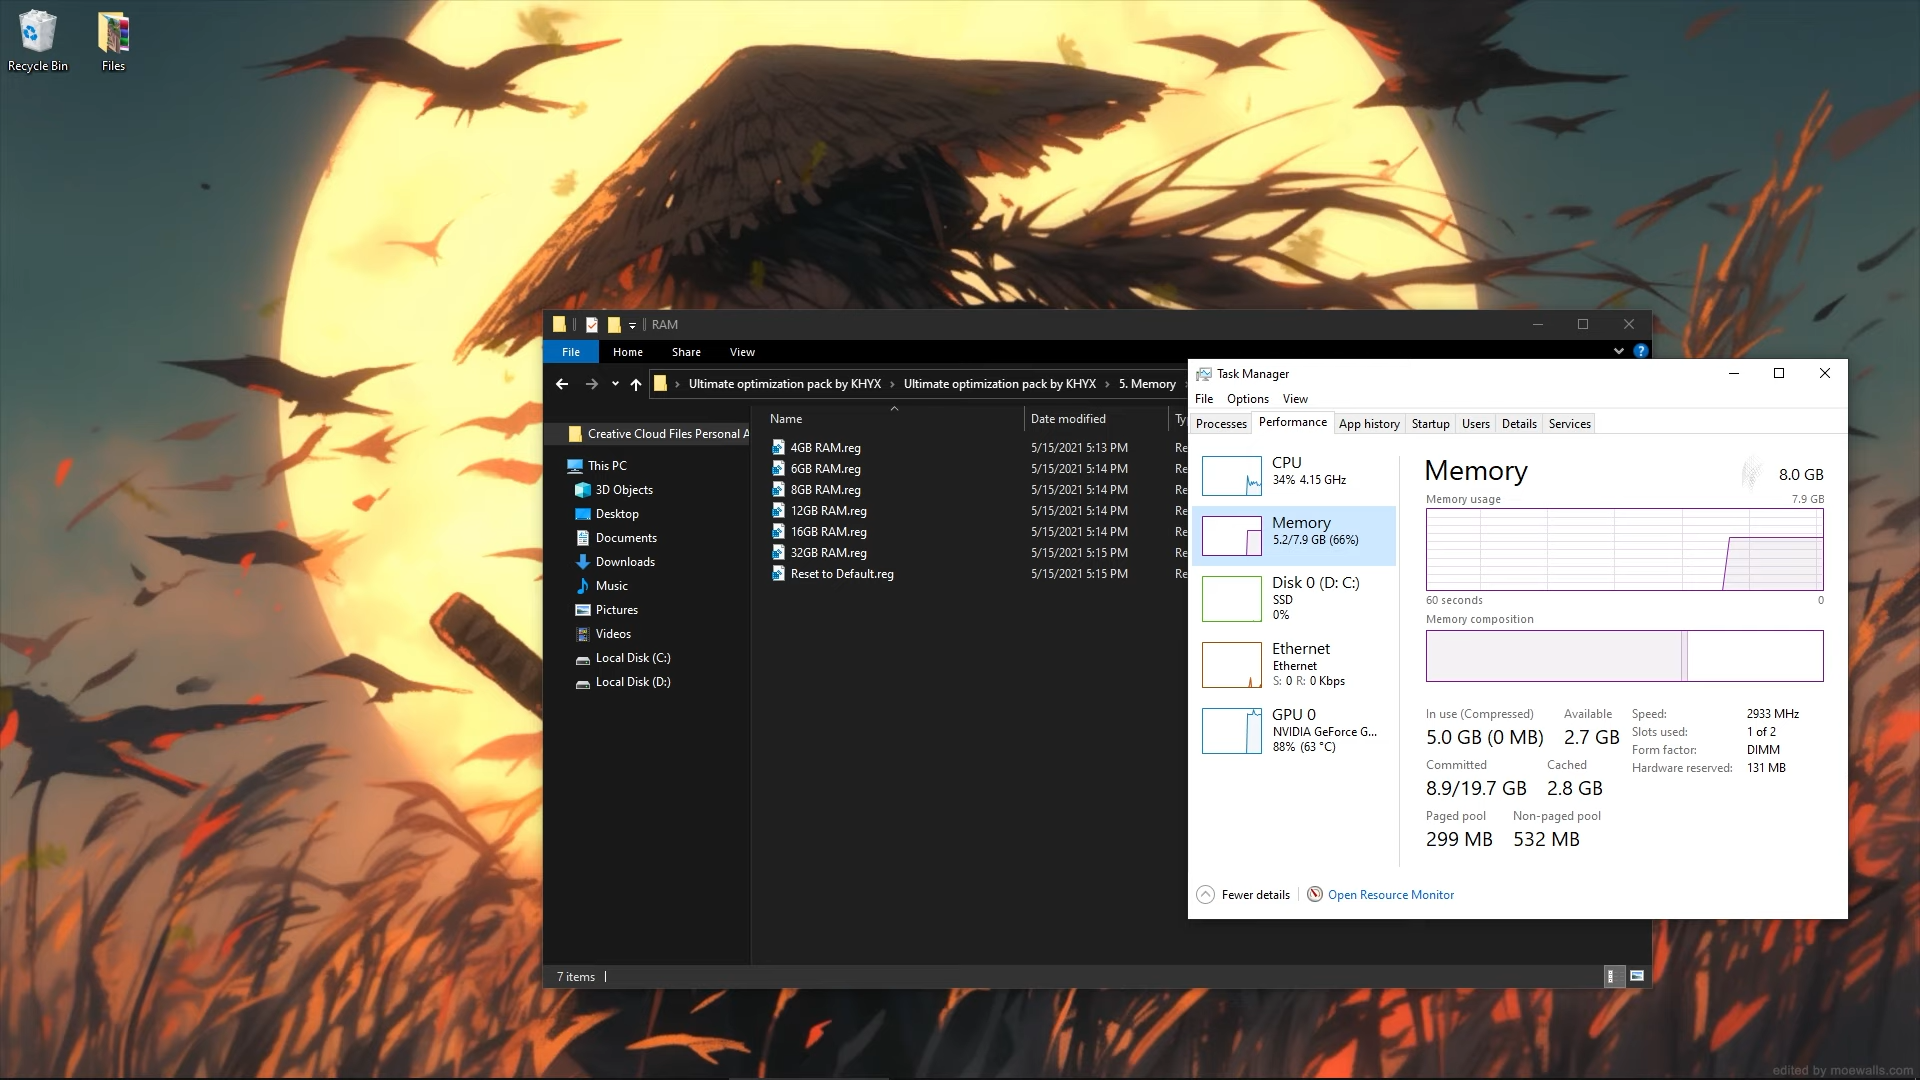 Recycle Bin
Files
RAM
File Home Share View
Ultimate optimization pack by KHYX > Ultimate optimization pack by KHYX > 5. Memory
Name Date modified Ty
Creative Cloud Files Personal A
This PC
3D Objects
Desktop
Documents
Downloads
Music
Pictures
Videos
Local Disk (C:)
Local Disk (D:)
4GB RAM.reg 5/15/2021 5:13 PM Re
6GB RAM.reg 5/15/2021 5:14 PM Re
8GB RAM.reg 5/15/2021 5:14 PM Re
12GB RAM.reg 5/15/2021 5:14 PM Re
16GB RAM.reg 5/15/2021 5:14 PM Re
32GB RAM.reg 5/15/2021 5:15 PM Re
Reset to Default.reg 5/15/2021 5:15 PM Re
7 items
Task Manager
File Options View
Processes Performance App history Startup Users Details Services
CPU
34% 4.15 GHz
Memory
5.2/7.9 GB (66%)
Disk 0 (D: C:)
SSD
0%
Ethernet
Ethernet
S: 0 R: 0 Kbps
GPU 0
NVIDIA GeForce G...
88% (63 °C)
Memory 8.0 GB
Memory usage 7.9 GB
60 seconds 0
Memory composition
In use (Compressed) Available
5.0 GB (0 MB) 2.7 GB
Committed Cached
8.9/19.7 GB 2.8 GB
Paged pool Non-paged pool
299 MB 532 MB
Speed: 2933 MHz
Slots used: 1 of 2
Form factor: DIMM
Hardware reserved: 131 MB
Fewer details Open Resource Monitor
edited by moewalls.com